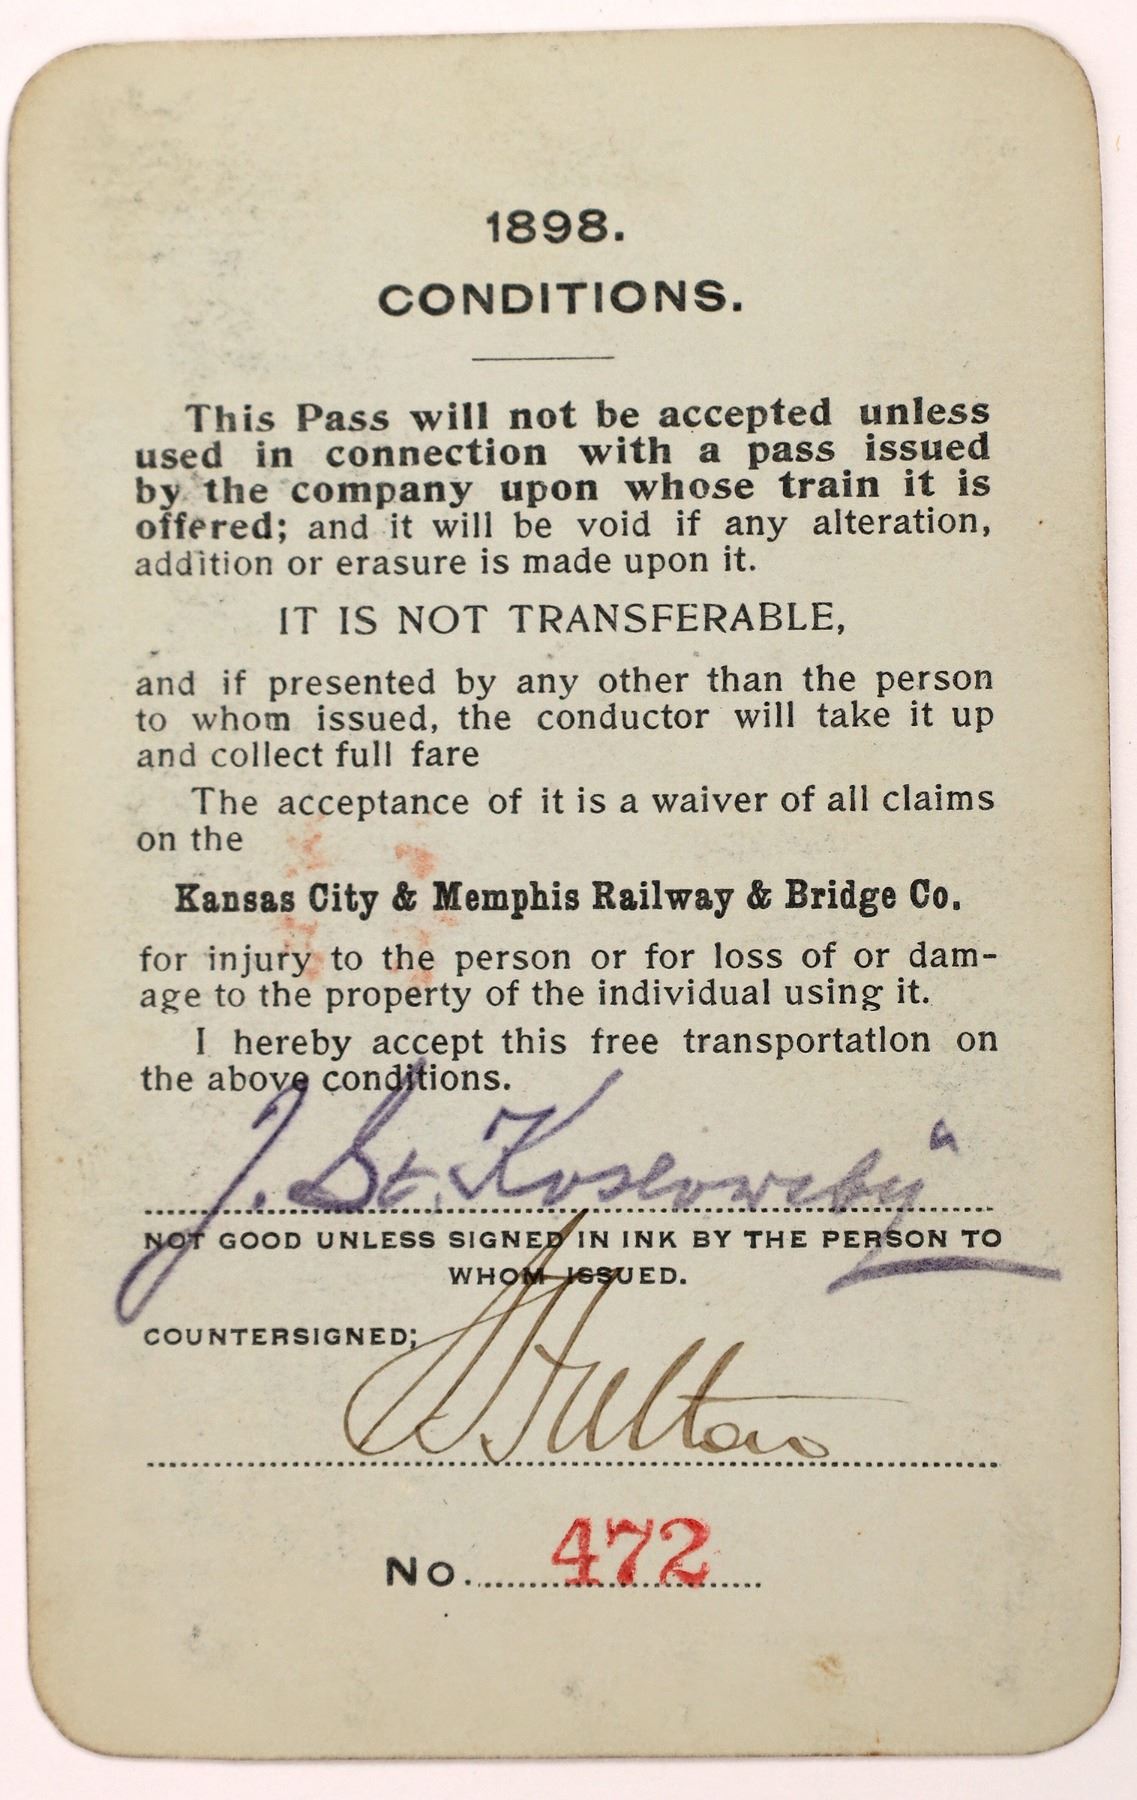 1898.
CONDITIONS.
This Pass will not be accepted unless
used in connection with a pass issued
by the company upon whose train it is
offered; and it will be void if any alteration,
addition or erasure is made upon it.
IT IS NOT TRANSFERABLE,
and if presented by any other than the person
to whom issued, the conductor will take it up
and collect full fare
The acceptance of it is a waiver of all claims
on the
Kansas City & Memphis Railway & Bridge Co.
for injury to the person or for loss of or dam-
age to the property of the individual using it.
I hereby accept this free transportatlon on
the above conditions.
J. St. Koslowsky
NOT GOOD UNLESS SIGNED IN INK BY THE PERSON TO
WHOM ISSUED.
COUNTERSIGNED;
Fulton
No. 472